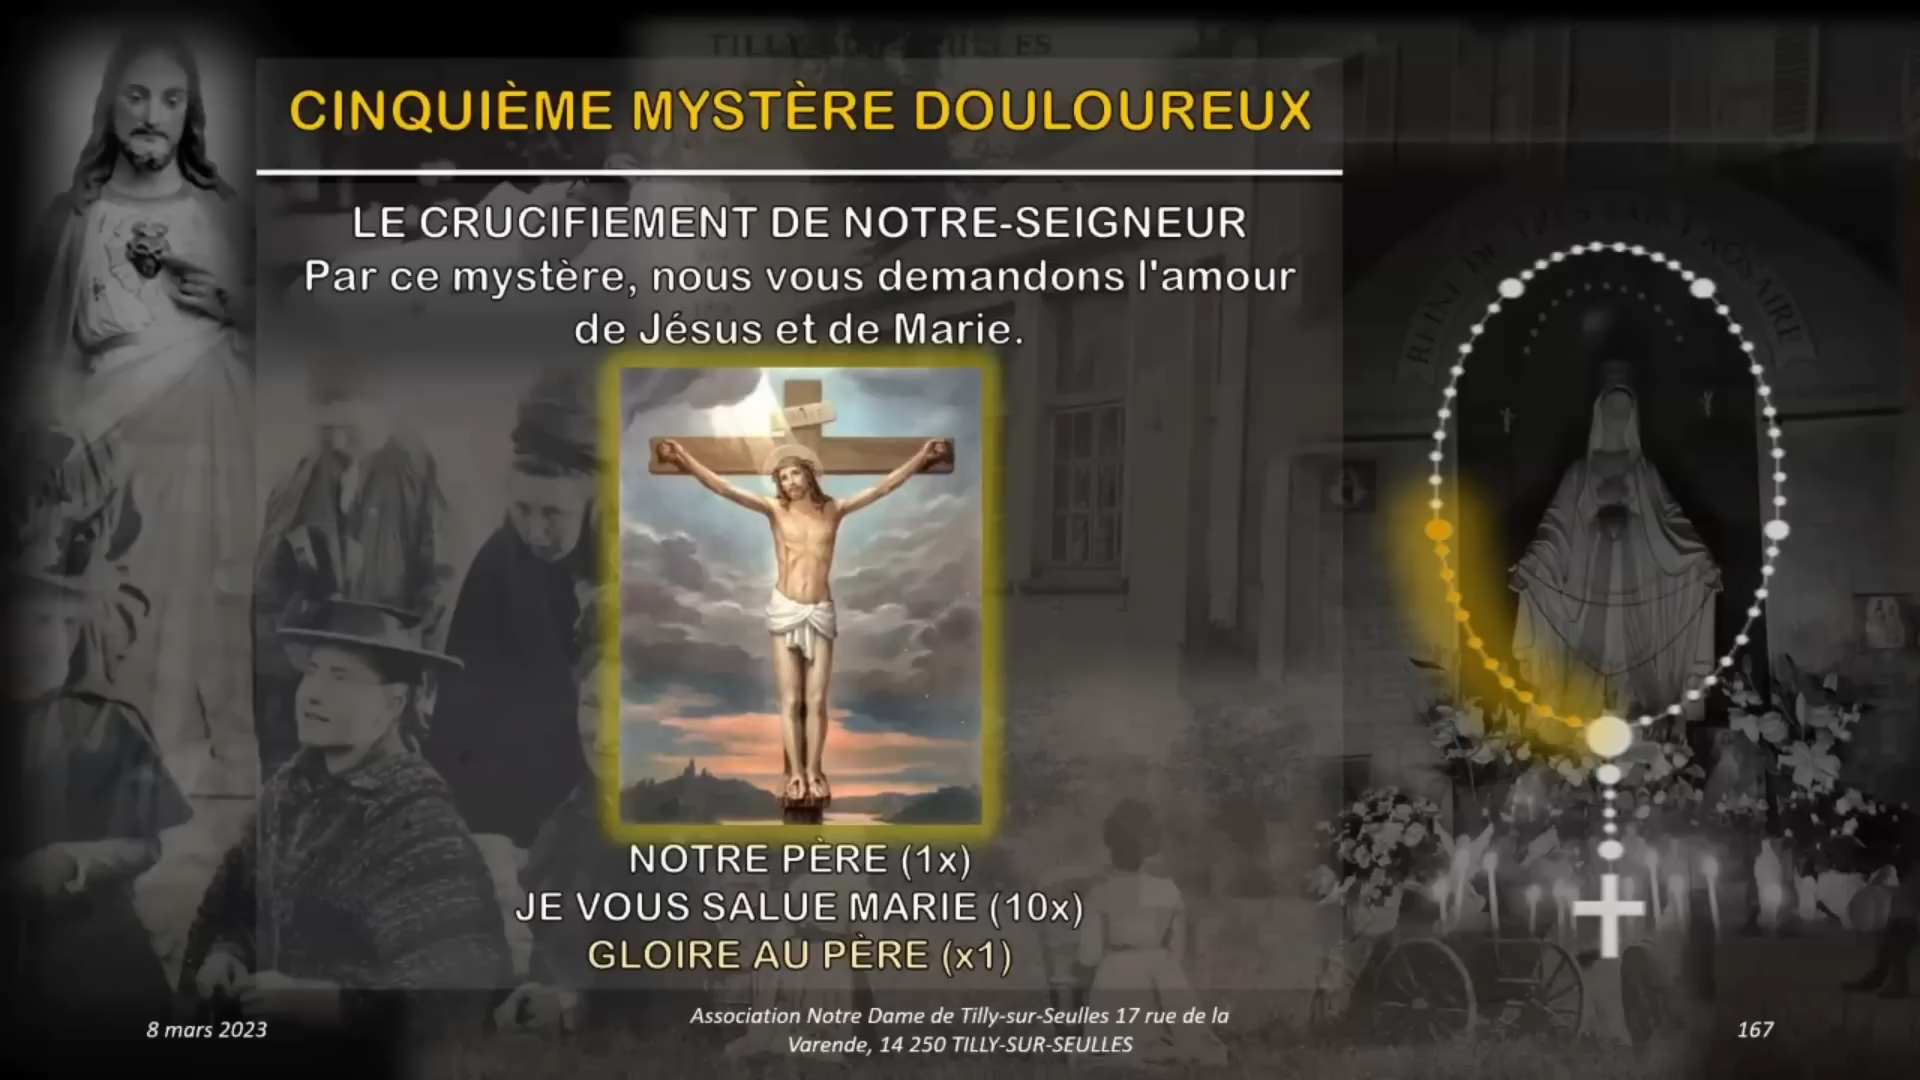 CINQUIÈME MYSTÈRE DOULOUREUX
LE CRUCIFIEMENT DE NOTRE-SEIGNEUR
Par ce mystère, nous vous demandons l'amour
de Jésus et de Marie.
NOTRE PÈRE (1x)
JE VOUS SALUE MARIE (10x)
GLOIRE AU PÈRE (x1)
8 mars 2023
Association Notre Dame de Tilly-sur-Seulles 17 rue de la
Varende, 14 250 TILLY-SUR-SEULLES
167